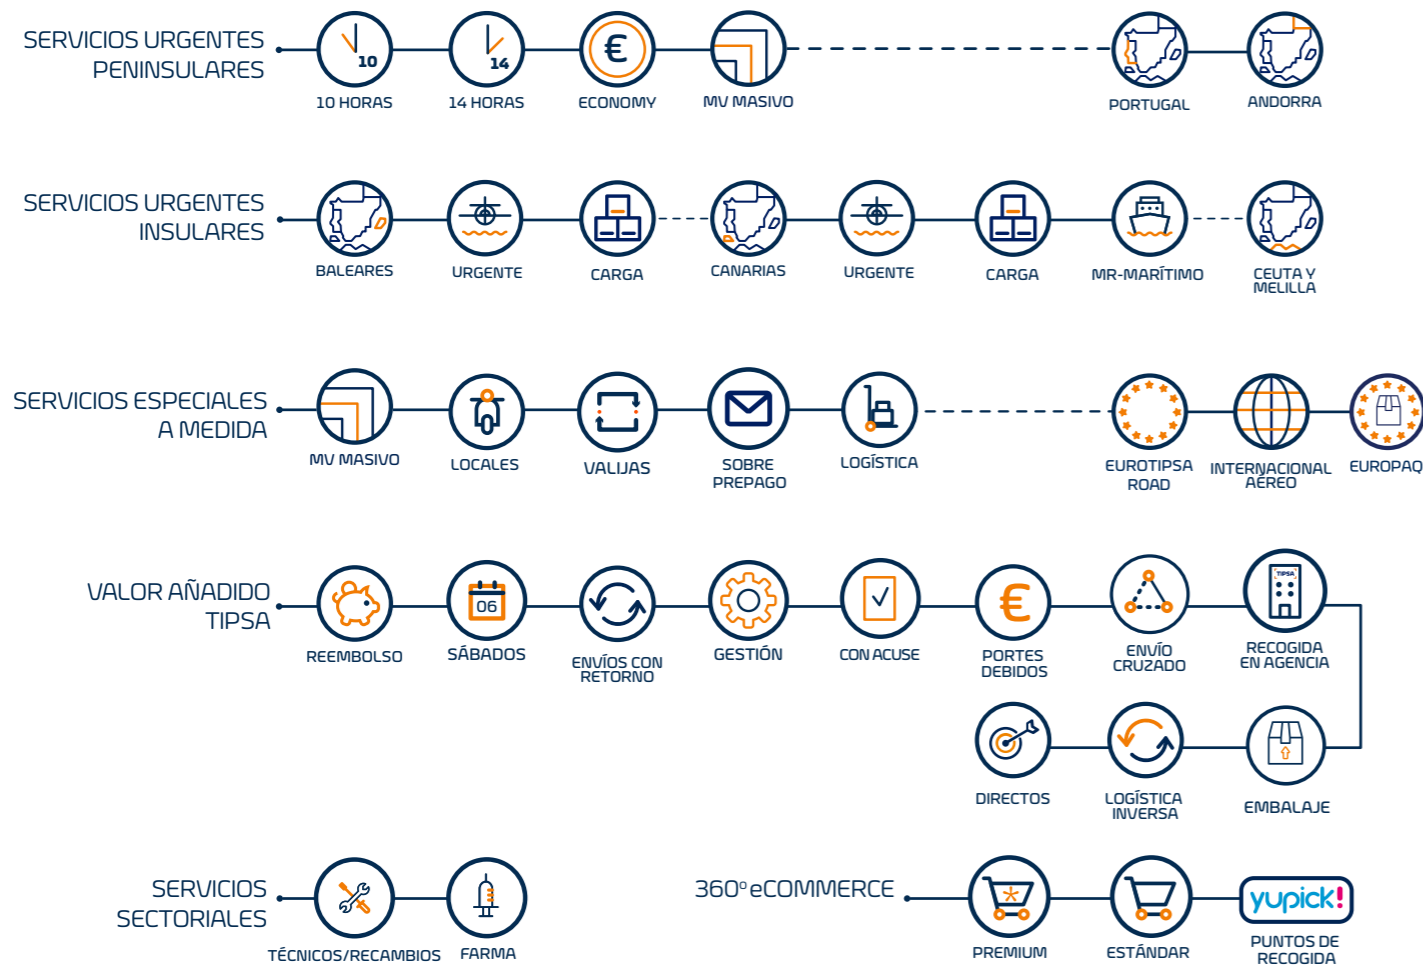 SERVICIOS URGENTES
PENINSULARES
10
14
€
10 HORAS
14 HORAS
ECONOMY
MV MASIVO
PORTUGAL
ANDORRA
SERVICIOS URGENTES
INSULARES
BALEARES
URGENTE
CARGA
CANARIAS
URGENTE
CARGA
MR-MARÍTIMO
CEUTA Y
MELILLA
SERVICIOS ESPECIALES
A MEDIDA
MV MASIVO
LOCALES
VALIJAS
SOBRE
PREPAGO
LOGÍSTICA
EUROTIPSA
ROAD
INTERNACIONAL
AÉREO
EUROPAQ
VALOR AÑADIDO
TIPSA
06
€
TIPSA
REEMBOLSO
SÁBADOS
ENVÍOS CON
RETORNO
GESTIÓN
CON ACUSE
PORTES
DEBIDOS
ENVÍO
CRUZADO
RECOGIDA
EN AGENCIA
DIRECTOS
LOGÍSTICA
INVERSA
EMBALAJE
SERVICIOS
SECTORIALES
TÉCNICOS/RECAMBIOS
FARMA
360º eCOMMERCE
PREMIUM
ESTÁNDAR
yupick!
PUNTOS DE
RECOGIDA